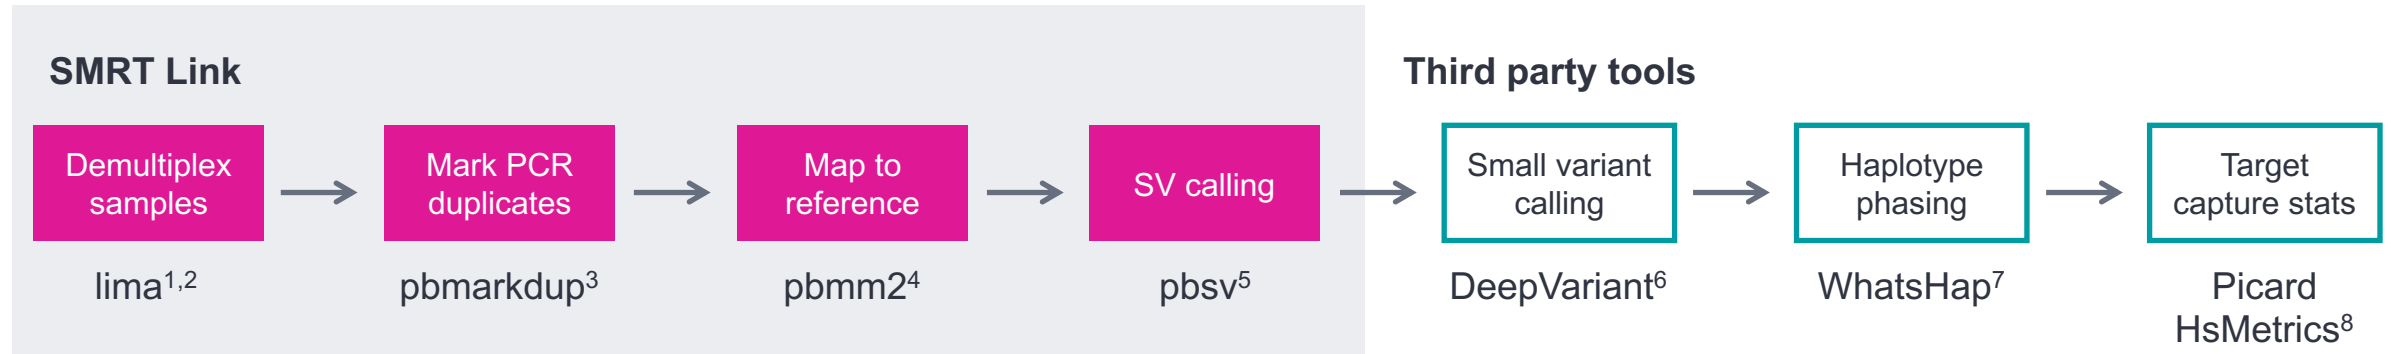 SMRT Link
Third party tools
Demultiplex
samples
Mark PCR
duplicates
Map to
reference
SV calling
Small variant
calling
Haplotype
phasing
Target
capture stats
lima1,2
pbmarkdup3
pbmm24
pbsv5
DeepVariant6
WhatsHap7
Picard
HsMetrics8